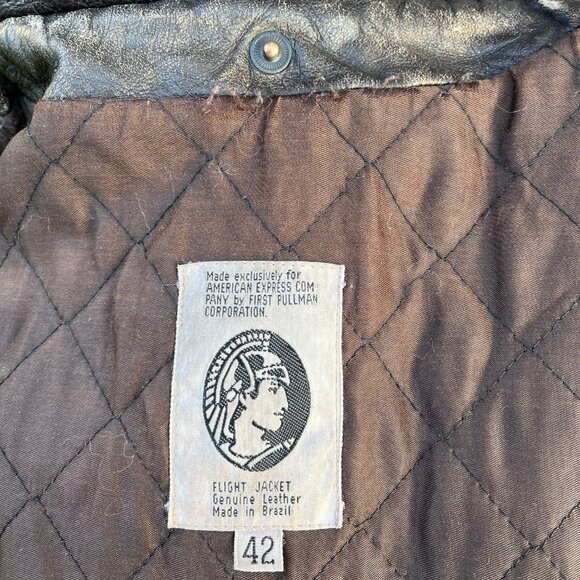 Made exclusively for
AMERICAN EXPRESS COM
PANY by FIRST PULLMAN
CORPORATION.
FLIGHT JACKET
Genuine Leather
Made in Brazil
42